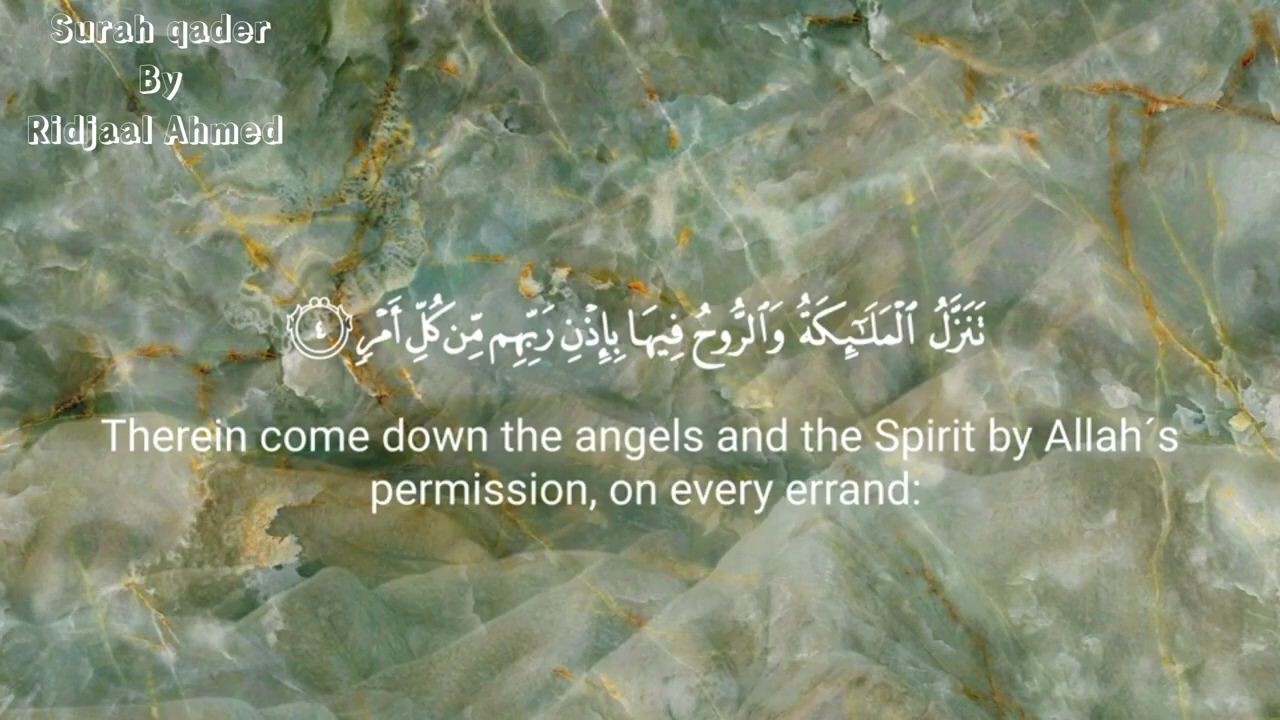 Surah qader
By
Ridjaal Ahmed
تَنَزَّلُ ٱلْمَلَـٰٓئِكَةُ وَٱلرُّوحُ فِيهَا بِإِذْنِ رَبِّهِم مِّن كُلِّ أَمْرٍ ٤
Therein come down the angels and the Spirit by Allah´s
permission, on every errand: